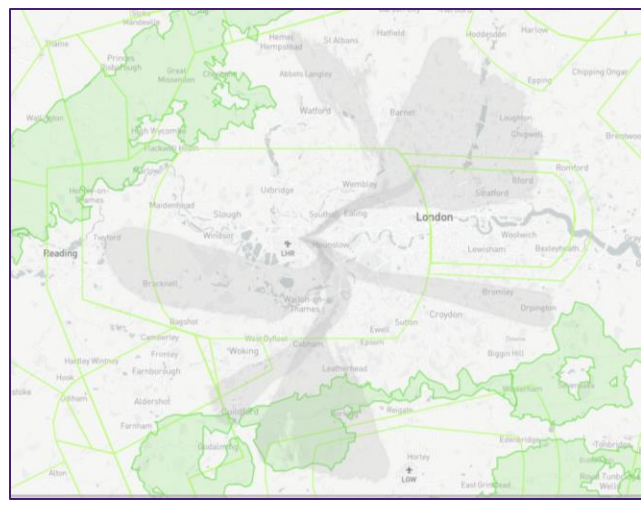 Thame
Hemel
Hempstead
St Albans
Hatfield
Hoddesdon
Harlow
Princes
Risborough
Great
Missenden
Abbots Langley
Epping
Chipping Ongar
Watford
Barnet
Loughton
Chigwell
Watlington
High Wycombe
Hackwell Heath
Marlow
Brentwood
Romford
Ilford
Uxbridge
Wembley
Stratford
Henley-on-
Thames
Maidenhead
Slough
Southall
Ealing
London
Woolwich
Bexleyheath
Reading
Twyford
Windsor
LHR
Hounslow
Lewisham
Bracknell
Walton-on-
Thames
Bromley
Orpington
Bagshot
Sutton
Croydon
Camberley
West Byfleet
Ewell
Epsom
Cobham
Woking
Biggin Hill
Hartley Wintney
Frimley
Farnborough
Leatherhead
Hook
Odiham
Aldershot
Guildford
Reigate
Westerham
Sevenoaks
Farnham
Godalming
Edenbridge
Tonbridge
Horley
Alton
LGW
East Grinstead
Royal Tunbridge
Wells